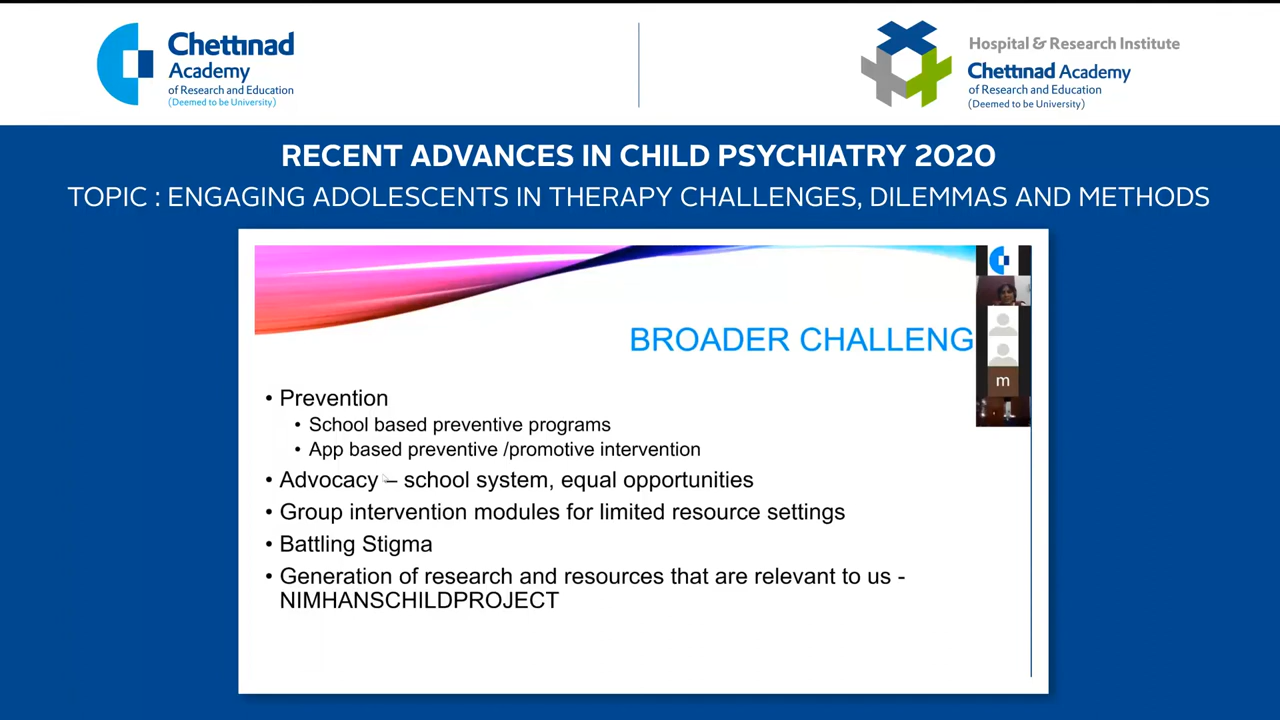 Chettinad
Academy
of Research and Education
(Deemed to be University)
Hospital & Research Institute
Chettinad Academy
of Research and Education
(Deemed to be University)
RECENT ADVANCES IN CHILD PSYCHIATRY 2020
TOPIC : ENGAGING ADOLESCENTS IN THERAPY CHALLENGES, DILEMMAS AND METHODS
BROADER CHALLENG
m
• Prevention
• School based preventive programs
• App based preventive /promotive intervention
• Advocacy – school system, equal opportunities
• Group intervention modules for limited resource settings
• Battling Stigma
• Generation of research and resources that are relevant to us -
NIMHANSCHILDPROJECT